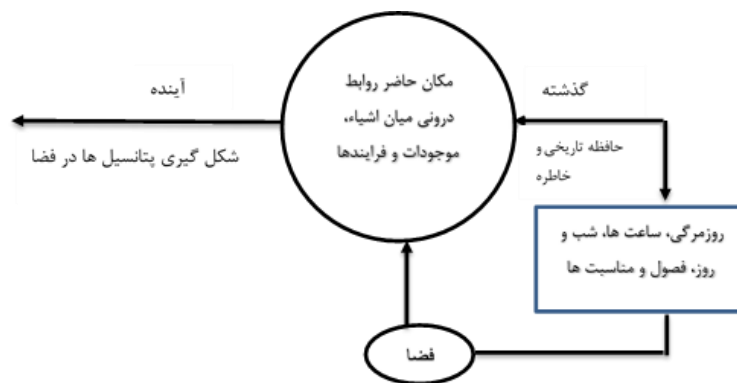 گذشته
حافظه تاریخی و
خاطره
مکان حاضر روابط
درونی میان اشیاء،
موجودات و فرایندها
آینده
شکل گیری پتانسیل ها در فضا
روزمرگی، ساعت ها، شب و
روز، فصول و مناسبت ها
فضا